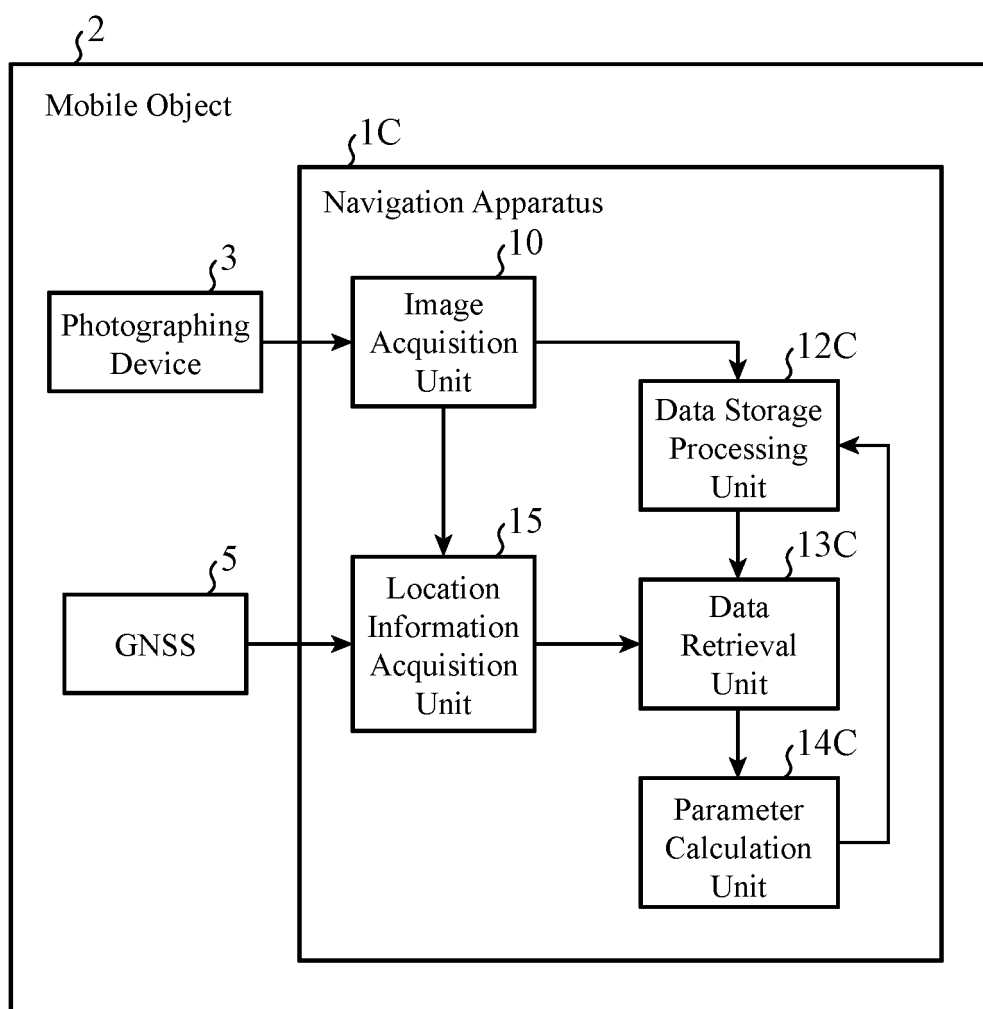 2
Mobile Object
1C
Navigation Apparatus
3
Photographing
Device
10
Image
Acquisition
Unit
12C
Data Storage
Processing
Unit
5
GNSS
15
Location
Information
Acquisition
Unit
13C
Data
Retrieval
Unit
14C
Parameter
Calculation
Unit